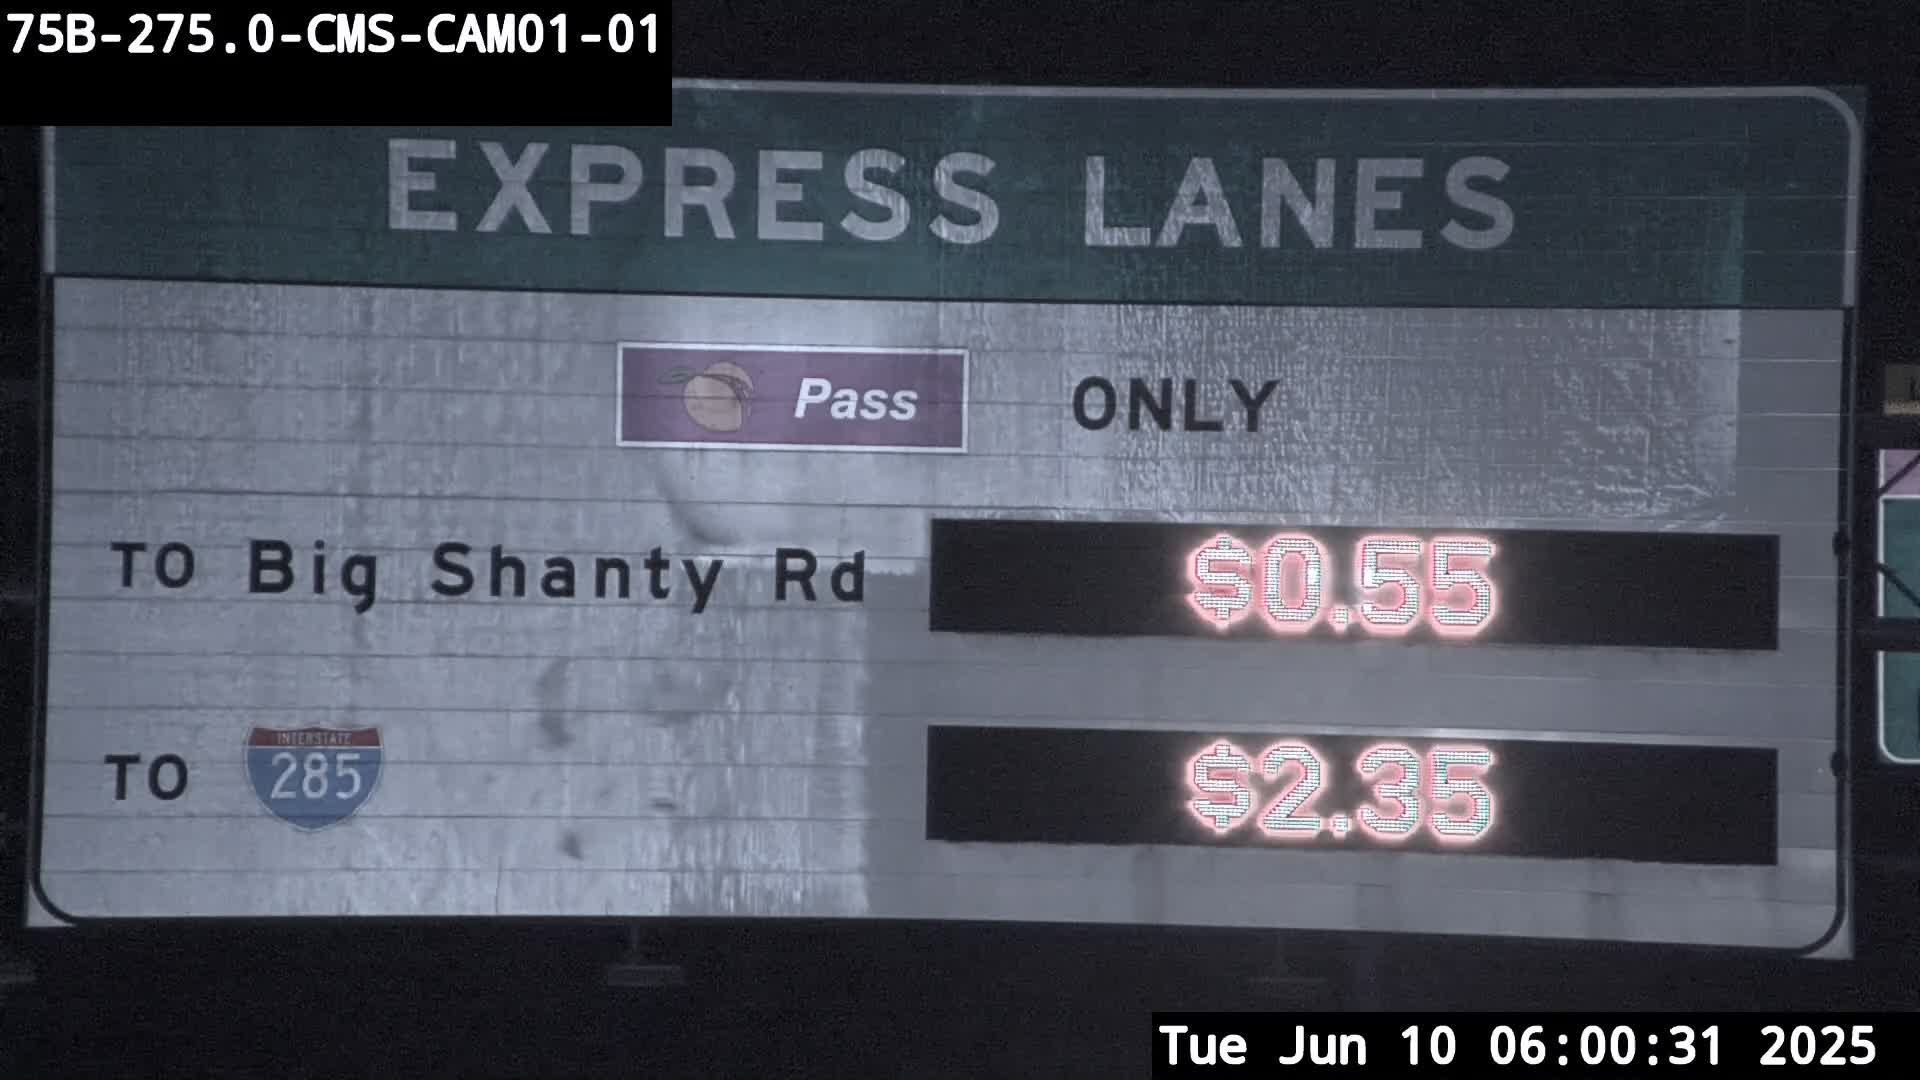 75B-275.0-CMS-CAM01-01
EXPRESS LANES
Pass ONLY
TO Big Shanty Rd $0.55
INTERSTATE
TO 285 $2.35
Tue Jun 10 06:00:31 2025